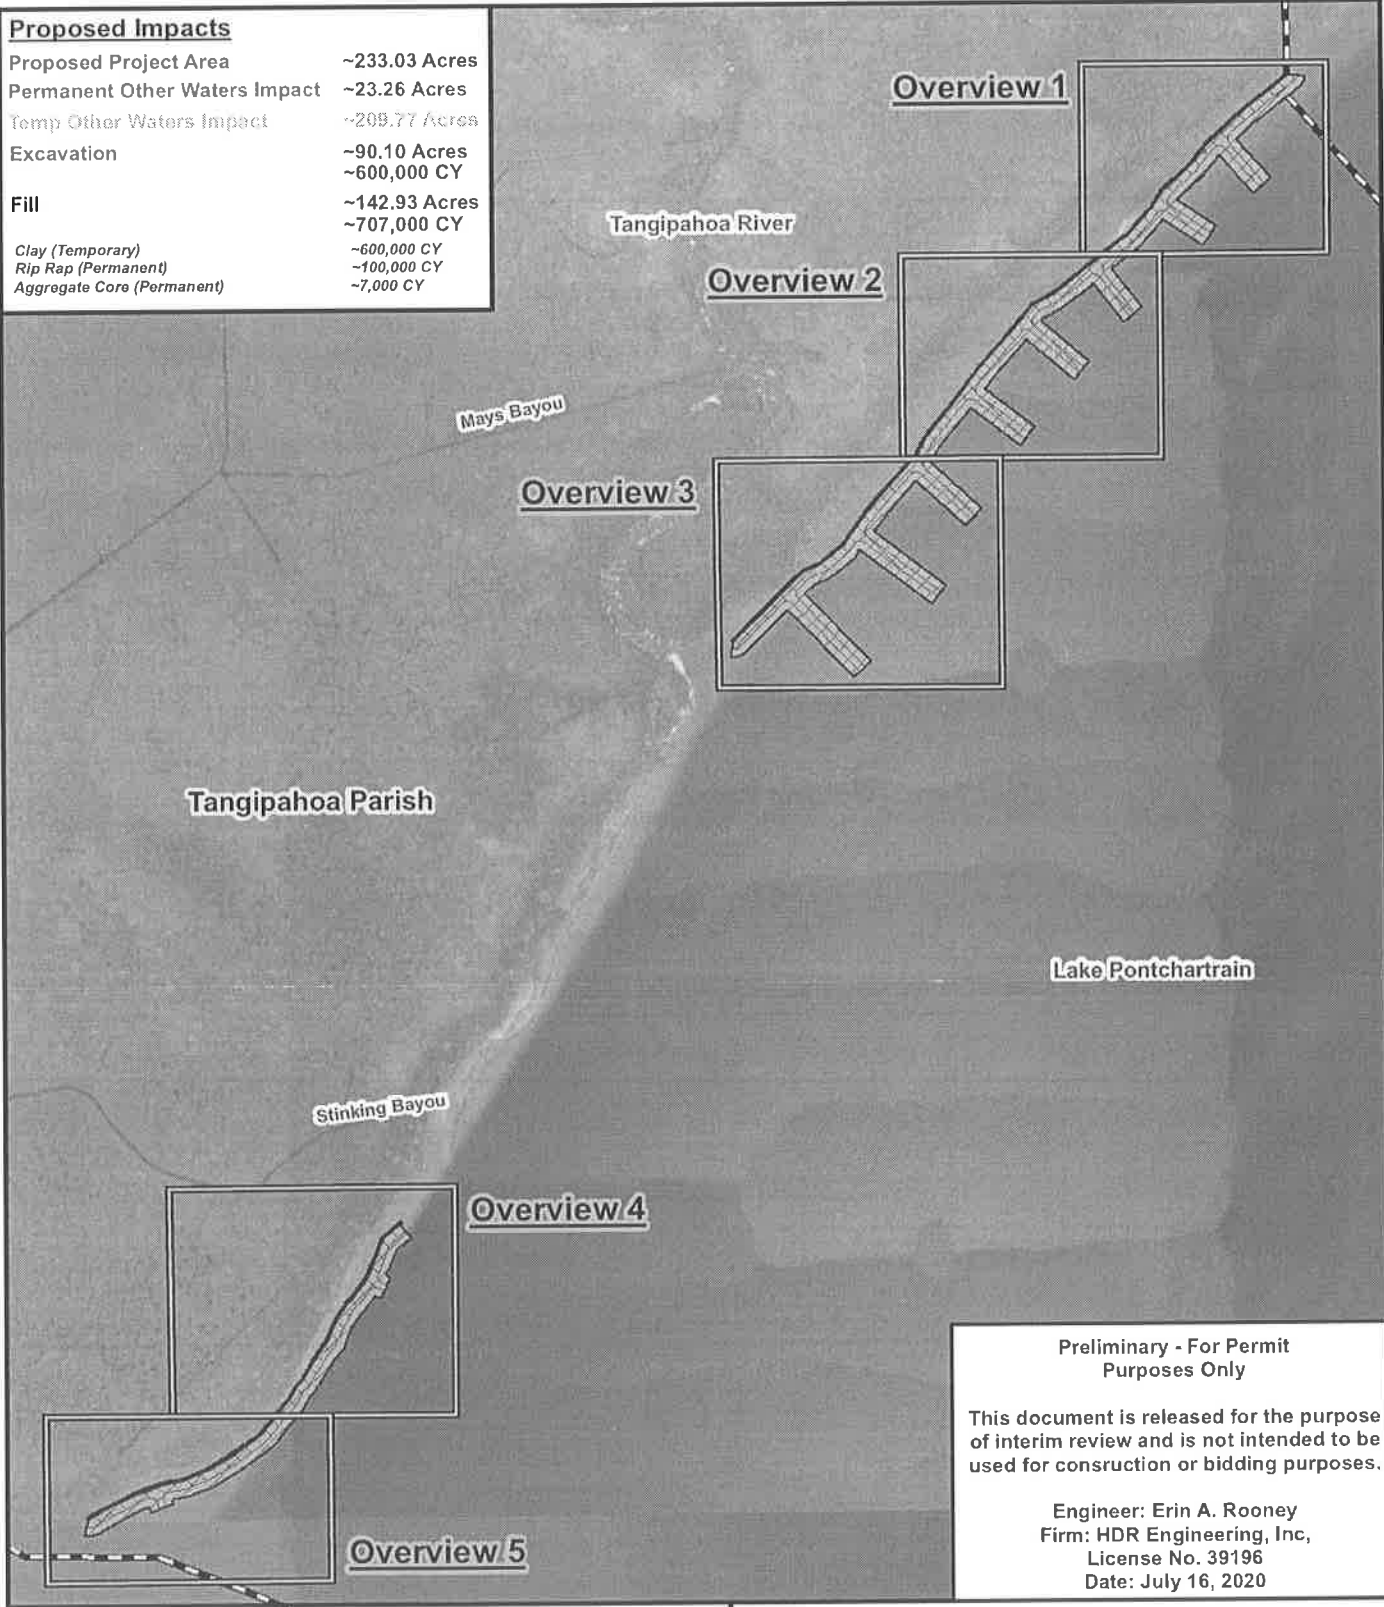 Proposed Impacts
Proposed Project Area ~233.03 Acres
Permanent Other Waters Impact ~23.26 Acres
Temp Other Waters Impact ~209.77 Acres
Excavation ~90.10 Acres
~600,000 CY
Fill ~142.93 Acres
~707,000 CY
Clay (Temporary) ~600,000 CY
Rip Rap (Permanent) ~100,000 CY
Aggregate Core (Permanent) ~7,000 CY
Overview 1
Tangipahoa River
Overview 2
Mays Bayou
Overview 3
Tangipahoa Parish
Lake Pontchartrain
Stinking Bayou
Overview 4
Overview 5
Preliminary - For Permit
Purposes Only
This document is released for the purpose
of interim review and is not intended to be
used for consruction or bidding purposes.
Engineer: Erin A. Rooney
Firm: HDR Engineering, Inc,
License No. 39196
Date: July 16, 2020